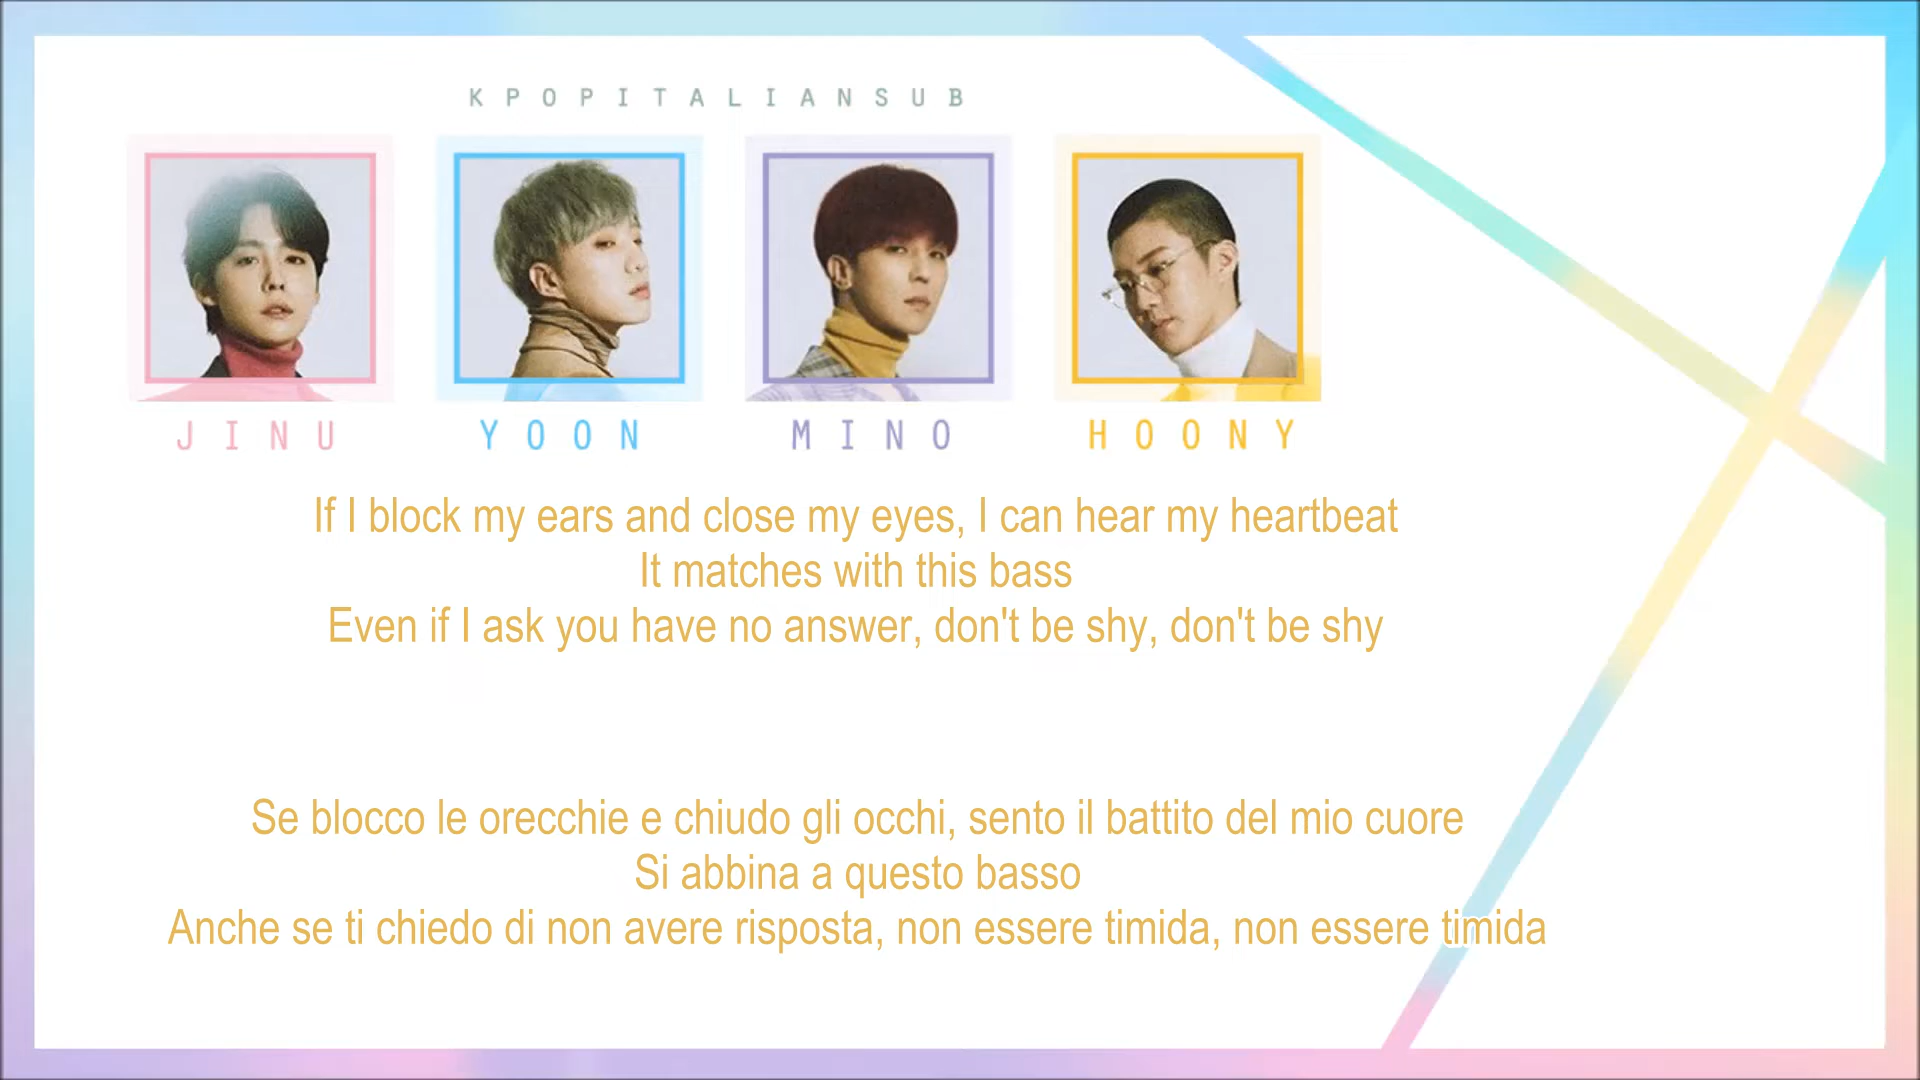 KPOPITALIANSUB
JINU YOON MINO HOONY
If I block my ears and close my eyes, I can hear my heartbeat
It matches with this bass
Even if I ask you have no answer, don't be shy, don't be shy
Se blocco le orecchie e chiudo gli occhi, sento il battito del mio cuore
Si abbina a questo basso
Anche se ti chiedo di non avere risposta, non essere timida, non essere timida